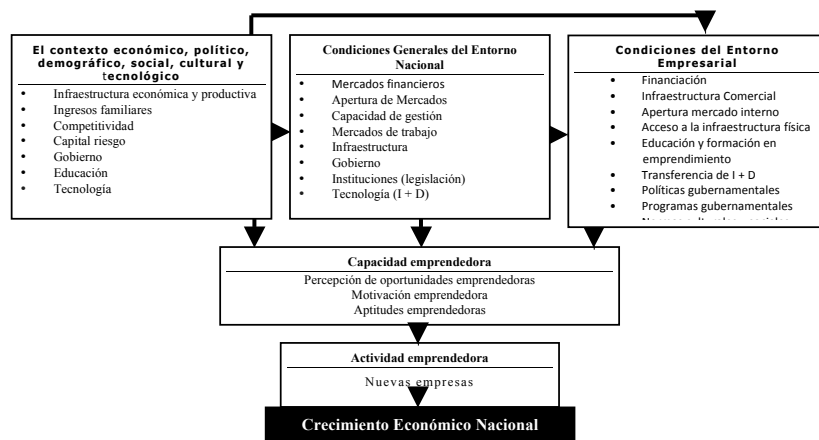 El contexto económico, político,
demográfico, social, cultural y
tecnológico
• Infraestructura económica y productiva
• Ingresos familiares
• Competitividad
• Capital riesgo
• Gobierno
• Educación
• Tecnología
Condiciones Generales del Entorno
Nacional
• Mercados financieros
• Apertura de Mercados
• Capacidad de gestión
• Mercados de trabajo
• Infraestructura
• Gobierno
• Instituciones (legislación)
• Tecnología (I + D)
Condiciones del Entorno
Empresarial
• Financiación
• Infraestructura Comercial
• Apertura mercado interno
• Acceso a la infraestructura física
• Educación y formación en
emprendimiento
• Transferencia de I + D
• Políticas gubernamentales
• Programas gubernamentales
Capacidad emprendedora
Percepción de oportunidades emprendedoras
Motivación emprendedora
Aptitudes emprendedoras
Actividad emprendedora
Nuevas empresas
Crecimiento Económico Nacional